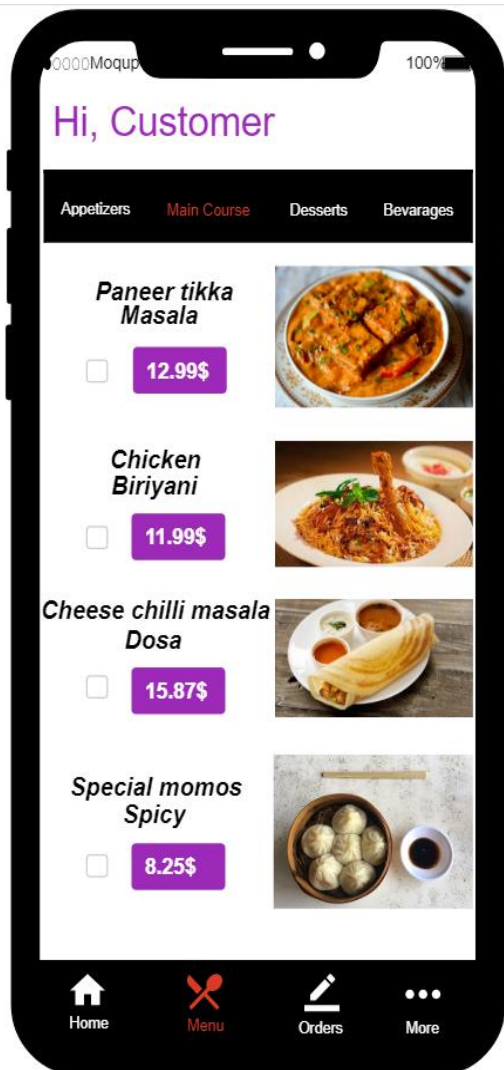 Moqup
100%
Hi, Customer
Appetizers Main Course Desserts Bevarages
Paneer tikka
Masala
12.99$
Chicken
Biriyani
11.99$
Cheese chilli masala
Dosa
15.87$
Special momos
Spicy
8.25$
Home Menu Orders More